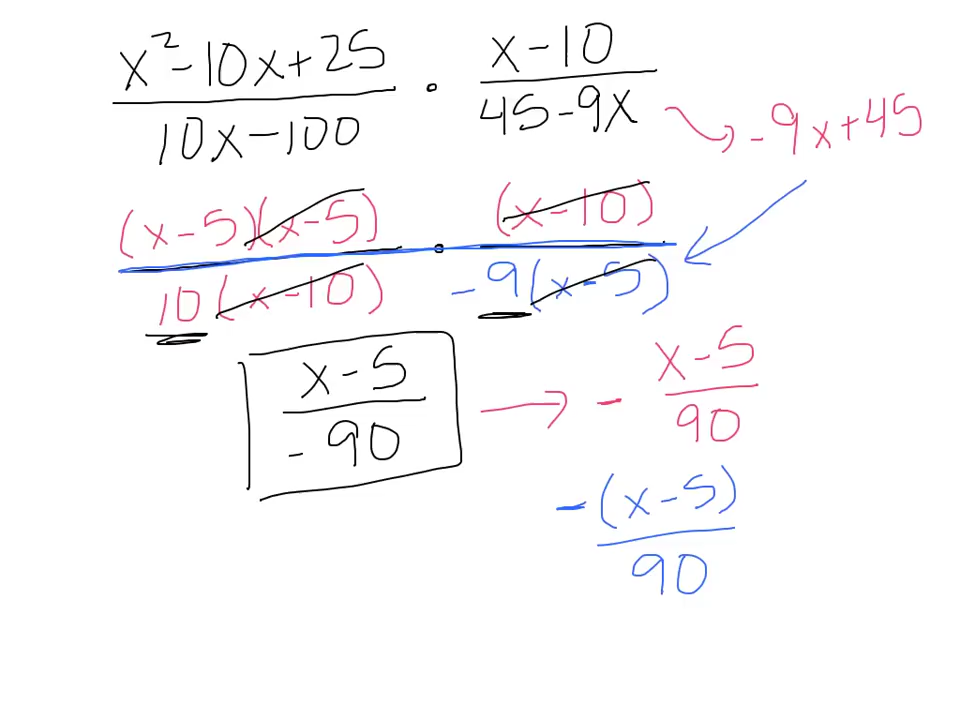 x² - 10x + 25 / 10x - 100 · x - 10 / 45 - 9x → -9x + 45
(x - 5)(x - 5) / 10(x - 10) · (x - 10) / -9(x - 5)
x - 5 / -90 → - x - 5 / 90
-(x - 5) / 90